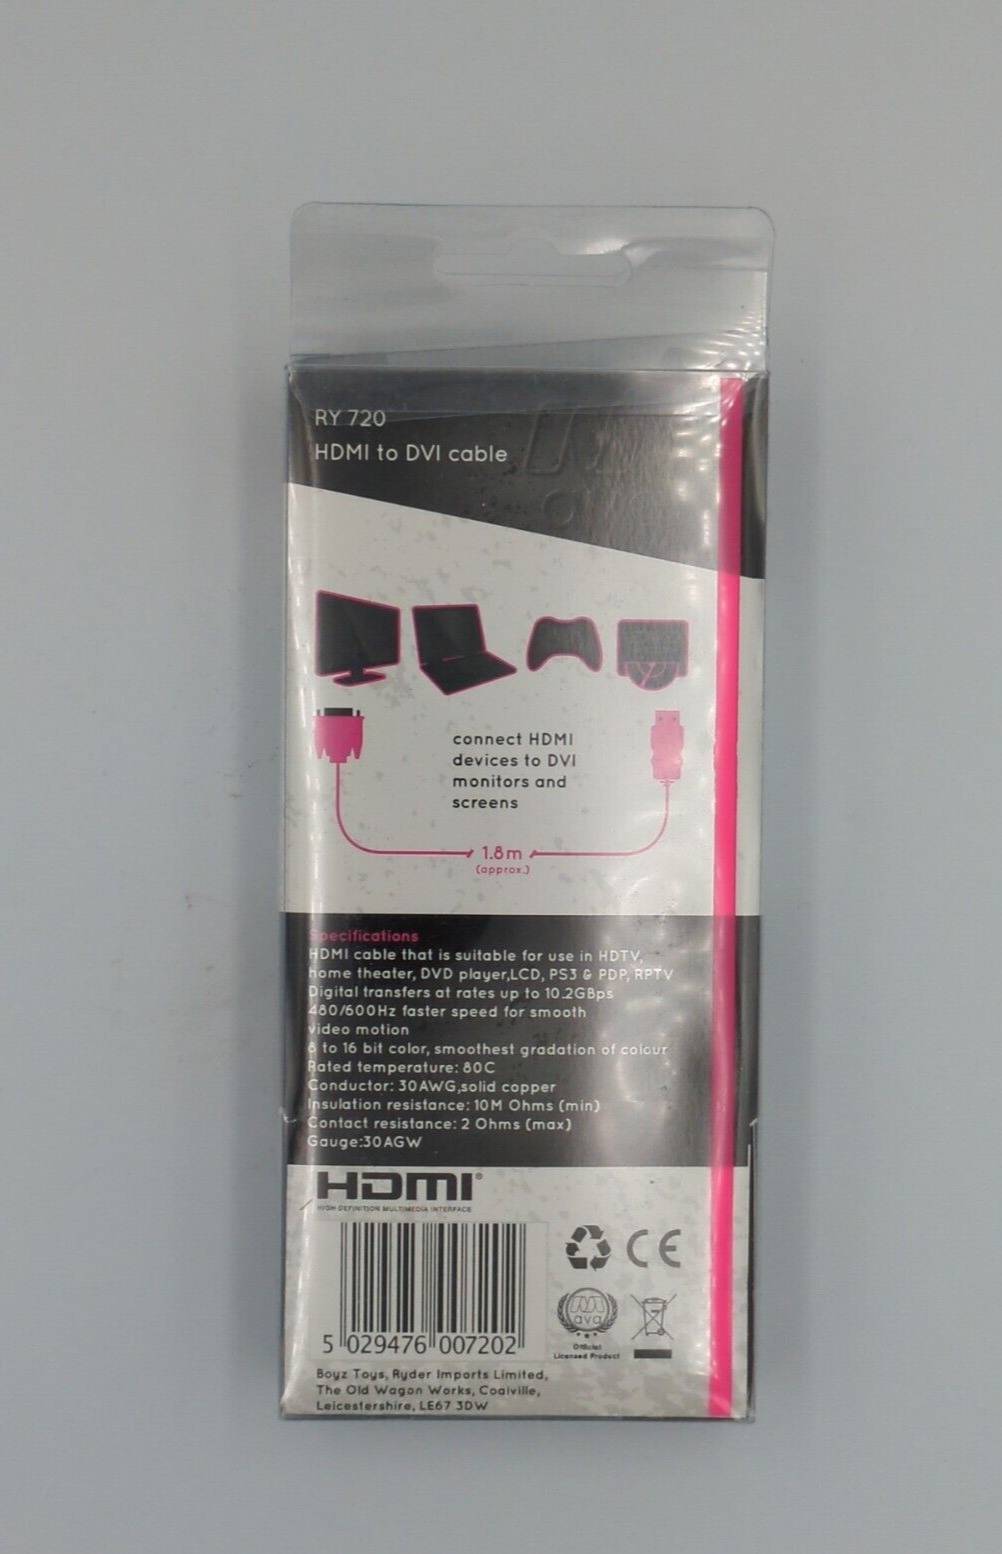 RY 720
HDMI to DVI cable
connect HDMI
devices to DVI
monitors and
screens
1.8m
(approx.)
Specifications
HDMI cable that is suitable for use in HDTV,
home theater, DVD player,LCD, PS3 & PDP, RPTV
Digital transfers at rates up to 10.2GBps
480/600Hz faster speed for smooth
video motion
8 to 16 bit color, smoothest gradation of colour
Rated temperature: 80C
Conductor: 30AWG,solid copper
Insulation resistance: 10M Ohms (min)
Contact resistance: 2 Ohms (max)
Gauge:30AGW
HDMI®
HIGH-DEFINITION MULTIMEDIA INTERFACE
CE
ava
Official
Licensed Product
5 029476 007202
Boyz Toys, Ryder Imports Limited,
The Old Wagon Works, Coalville,
Leicestershire, LE67 3DW